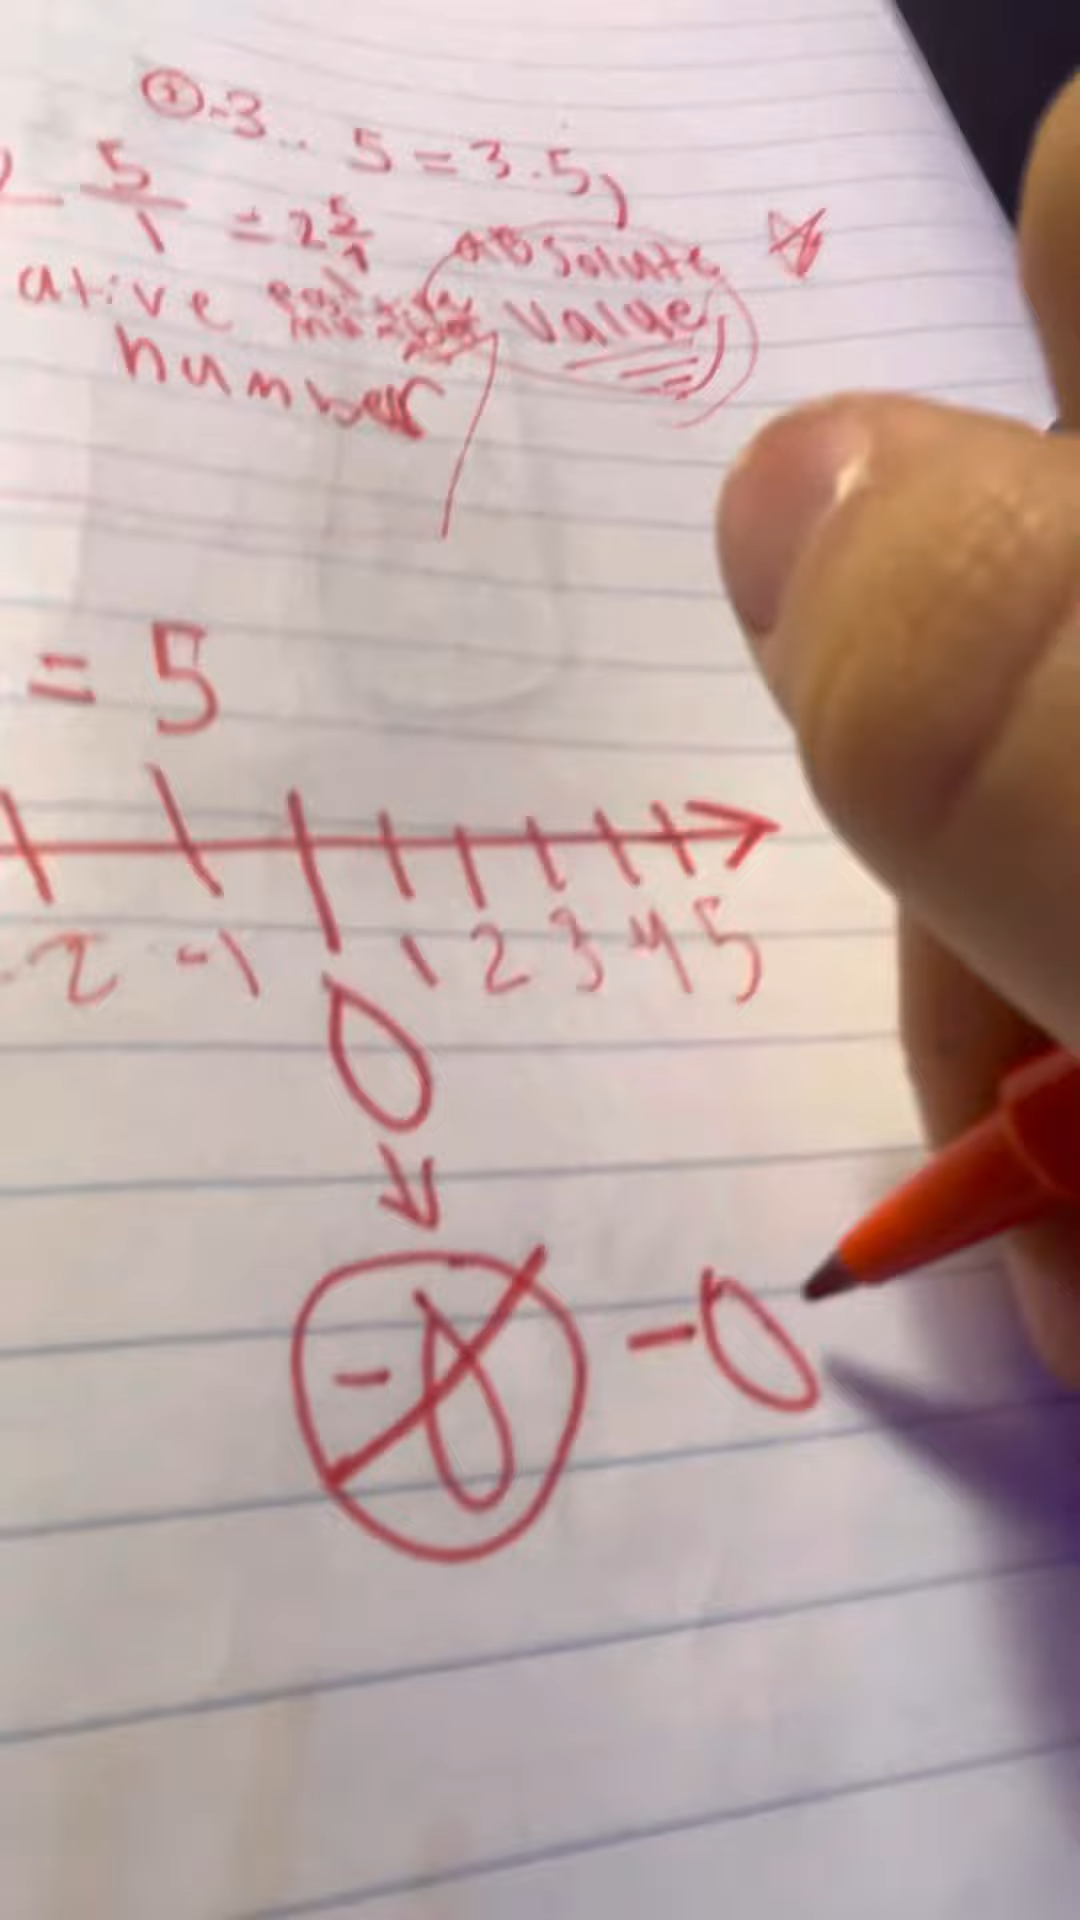 -3.. 5 = 3.5,
5/1 = 2 5/1
absolute
ative
value
number
= 5
-2 -1 1 2 3 4 5
0
-0 -0